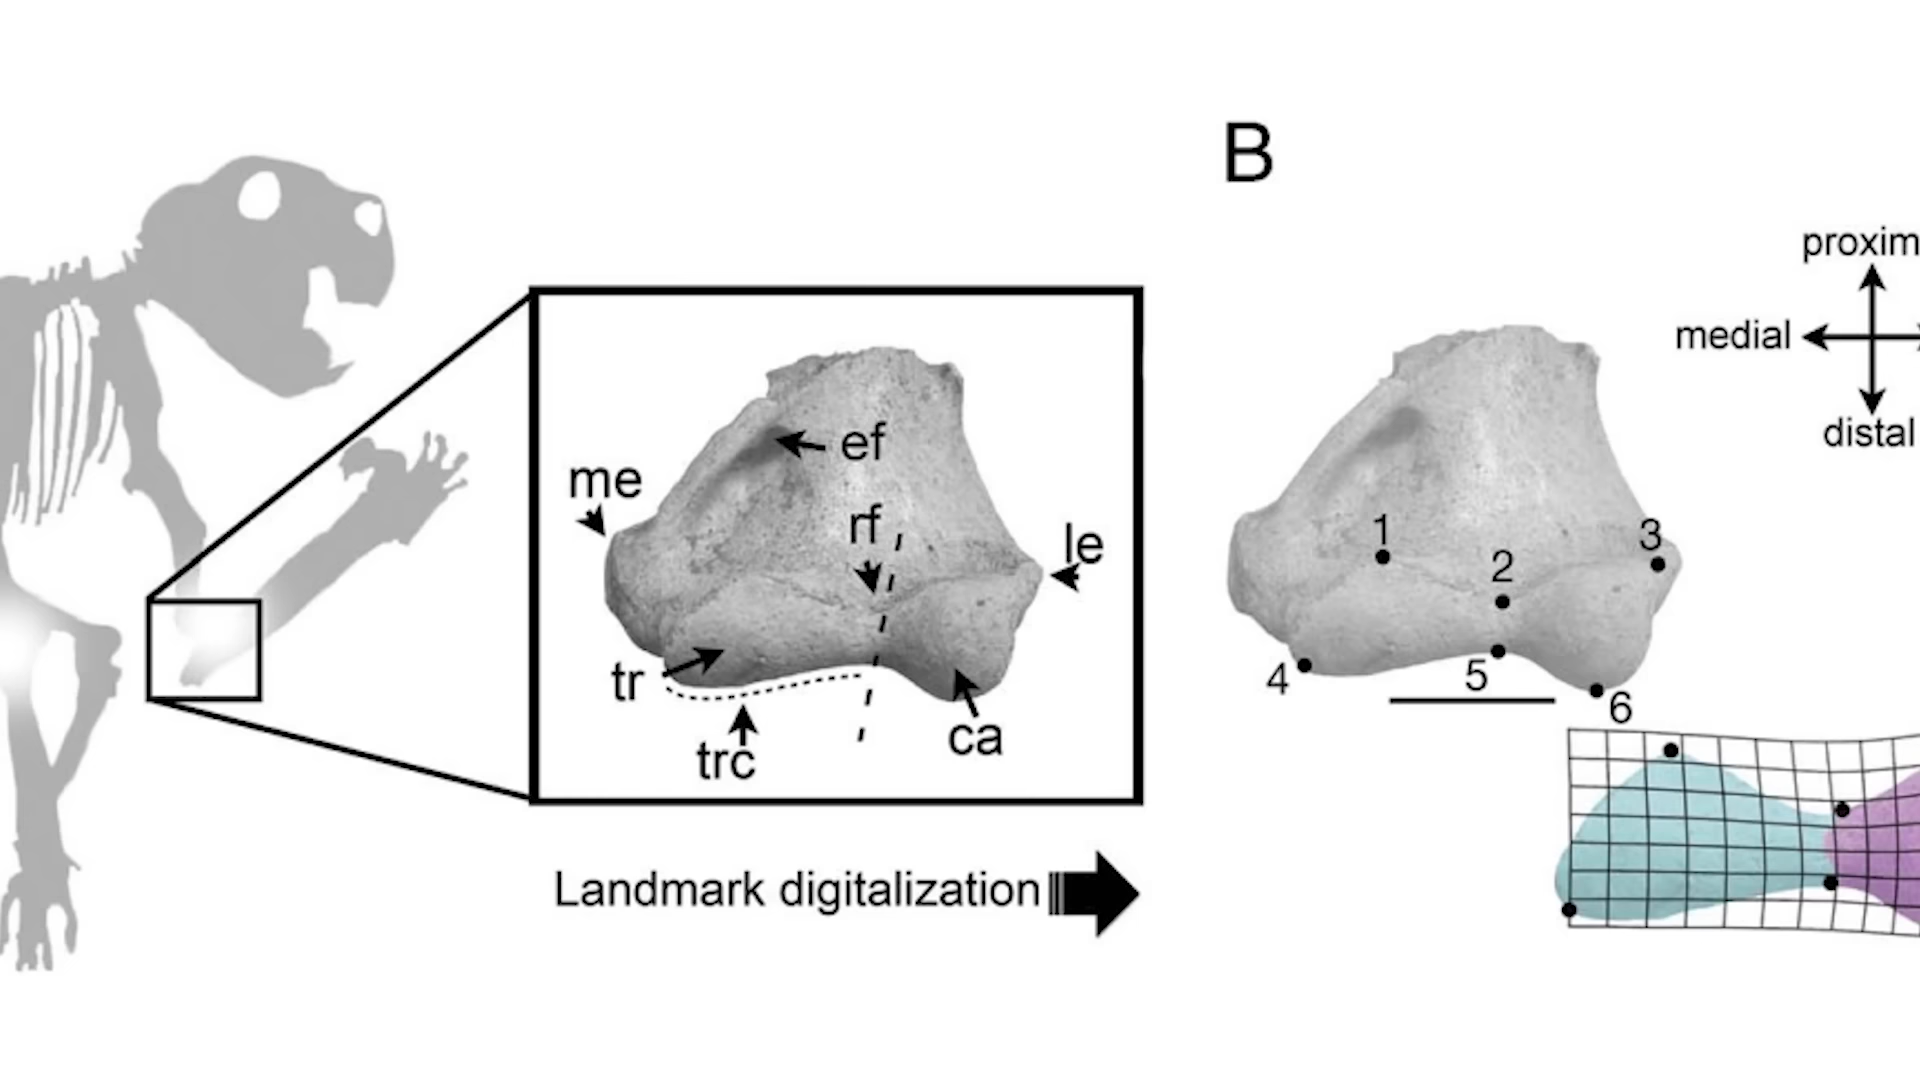 B
proxim
medial
distal
ef
me
rf
le
tr
trc
ca
1
2
3
4
5
6
Landmark digitalization